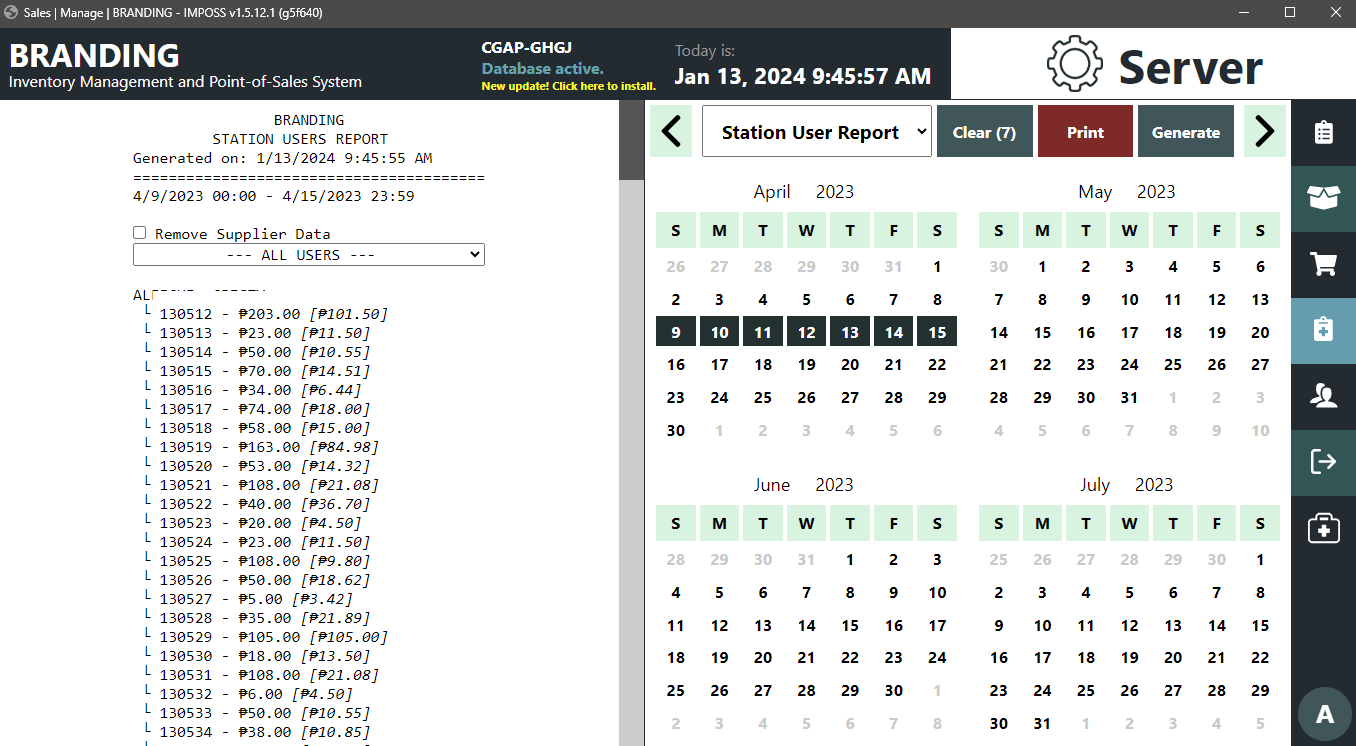 Sales | Manage | BRANDING - IMPOSS v1.5.12.1 (g5f640)
BRANDING
Inventory Management and Point-of-Sales System
CGAP-GHGJ
Database active.
New update! Click here to install.
Today is:
Jan 13, 2024 9:45:57 AM
Server
BRANDING
STATION USERS REPORT
Generated on: 1/13/2024 9:45:55 AM
========================================
4/9/2023 00:00 - 4/15/2023 23:59
Remove Supplier Data
--- ALL USERS ---
└ 130512 - ₱203.00 [₱101.50]
└ 130513 - ₱23.00 [₱11.50]
└ 130514 - ₱50.00 [₱10.55]
└ 130515 - ₱70.00 [₱14.51]
└ 130516 - ₱34.00 [₱6.44]
└ 130517 - ₱74.00 [₱18.00]
└ 130518 - ₱58.00 [₱15.00]
└ 130519 - ₱163.00 [₱84.98]
└ 130520 - ₱53.00 [₱14.32]
└ 130521 - ₱108.00 [₱21.08]
└ 130522 - ₱40.00 [₱36.70]
└ 130523 - ₱20.00 [₱4.50]
└ 130524 - ₱23.00 [₱11.50]
└ 130525 - ₱108.00 [₱9.80]
└ 130526 - ₱50.00 [₱18.62]
└ 130527 - ₱5.00 [₱3.42]
└ 130528 - ₱35.00 [₱21.89]
└ 130529 - ₱105.00 [₱105.00]
└ 130530 - ₱18.00 [₱13.50]
└ 130531 - ₱108.00 [₱21.08]
└ 130532 - ₱6.00 [₱4.50]
└ 130533 - ₱50.00 [₱10.55]
└ 130534 - ₱38.00 [₱10.85]
Station User Report
Clear (7)
Print
Generate
April 2023
S M T W T F S
26 27 28 29 30 31 1
2 3 4 5 6 7 8
9 10 11 12 13 14 15
16 17 18 19 20 21 22
23 24 25 26 27 28 29
30 1 2 3 4 5 6
May 2023
S M T W T F S
30 1 2 3 4 5 6
7 8 9 10 11 12 13
14 15 16 17 18 19 20
21 22 23 24 25 26 27
28 29 30 31 1 2 3
4 5 6 7 8 9 10
June 2023
S M T W T F S
28 29 30 31 1 2 3
4 5 6 7 8 9 10
11 12 13 14 15 16 17
18 19 20 21 22 23 24
25 26 27 28 29 30 1
2 3 4 5 6 7 8
July 2023
S M T W T F S
25 26 27 28 29 30 1
2 3 4 5 6 7 8
9 10 11 12 13 14 15
16 17 18 19 20 21 22
23 24 25 26 27 28 29
30 31 1 2 3 4 5
A